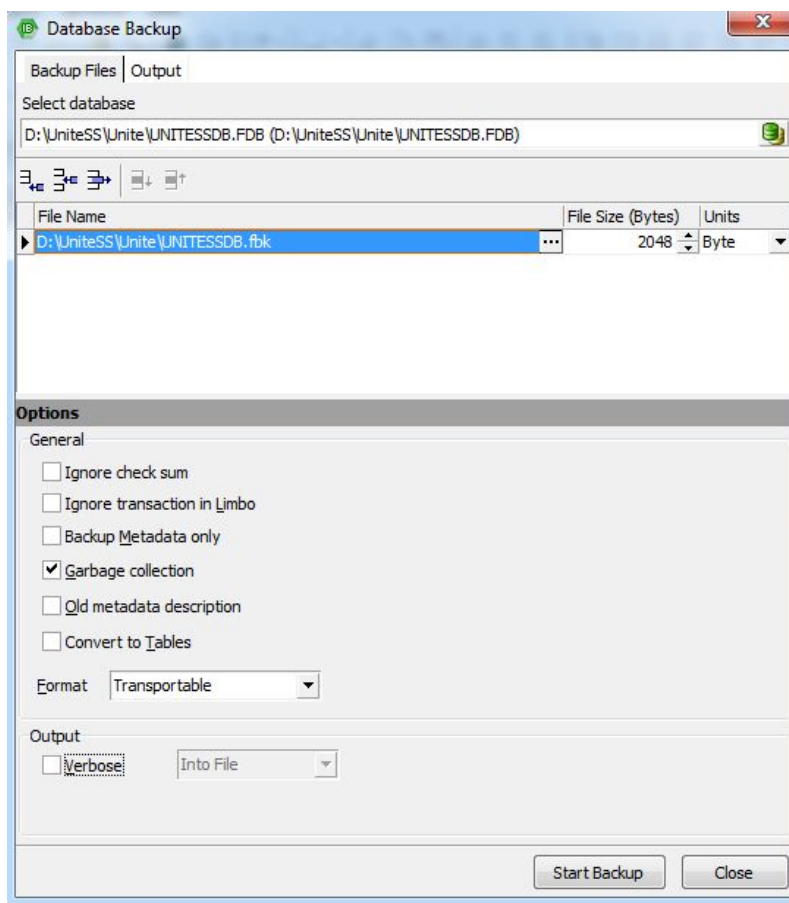 IB Database Backup
Backup Files Output
Select database
D:\UniteSS\Unite\UNITESSDB.FDB (D:\UniteSS\Unite\UNITESSDB.FDB)
File Name File Size (Bytes) Units
D:\UniteSS\Unite\UNITESSDB.fbk ... 2048 Byte
Options
General
Ignore check sum
Ignore transaction in Limbo
Backup Metadata only
Garbage collection
Old metadata description
Convert to Tables
Format Transportable
Output
Verbose Into File
Start Backup Close